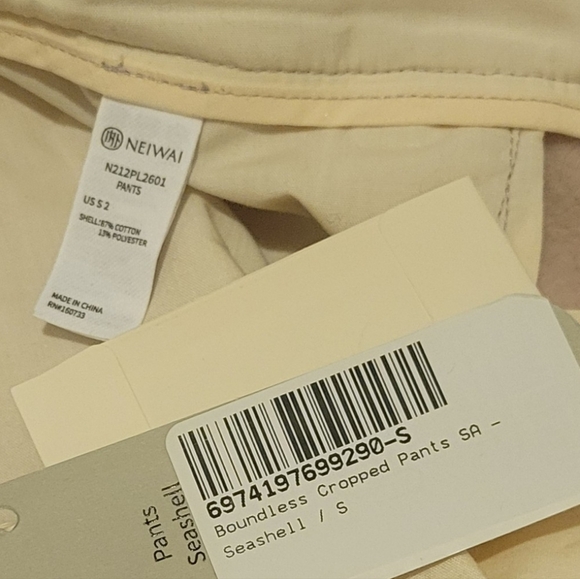 NEIWAI
N212PL2601
PANTS
US S 2
SHELL:87% COTTON
13% POLYESTER
MADE IN CHINA
RN#160733
6974197699290-S
Boundless Cropped Pants SA -
Seashell / S
Pants
Seashell